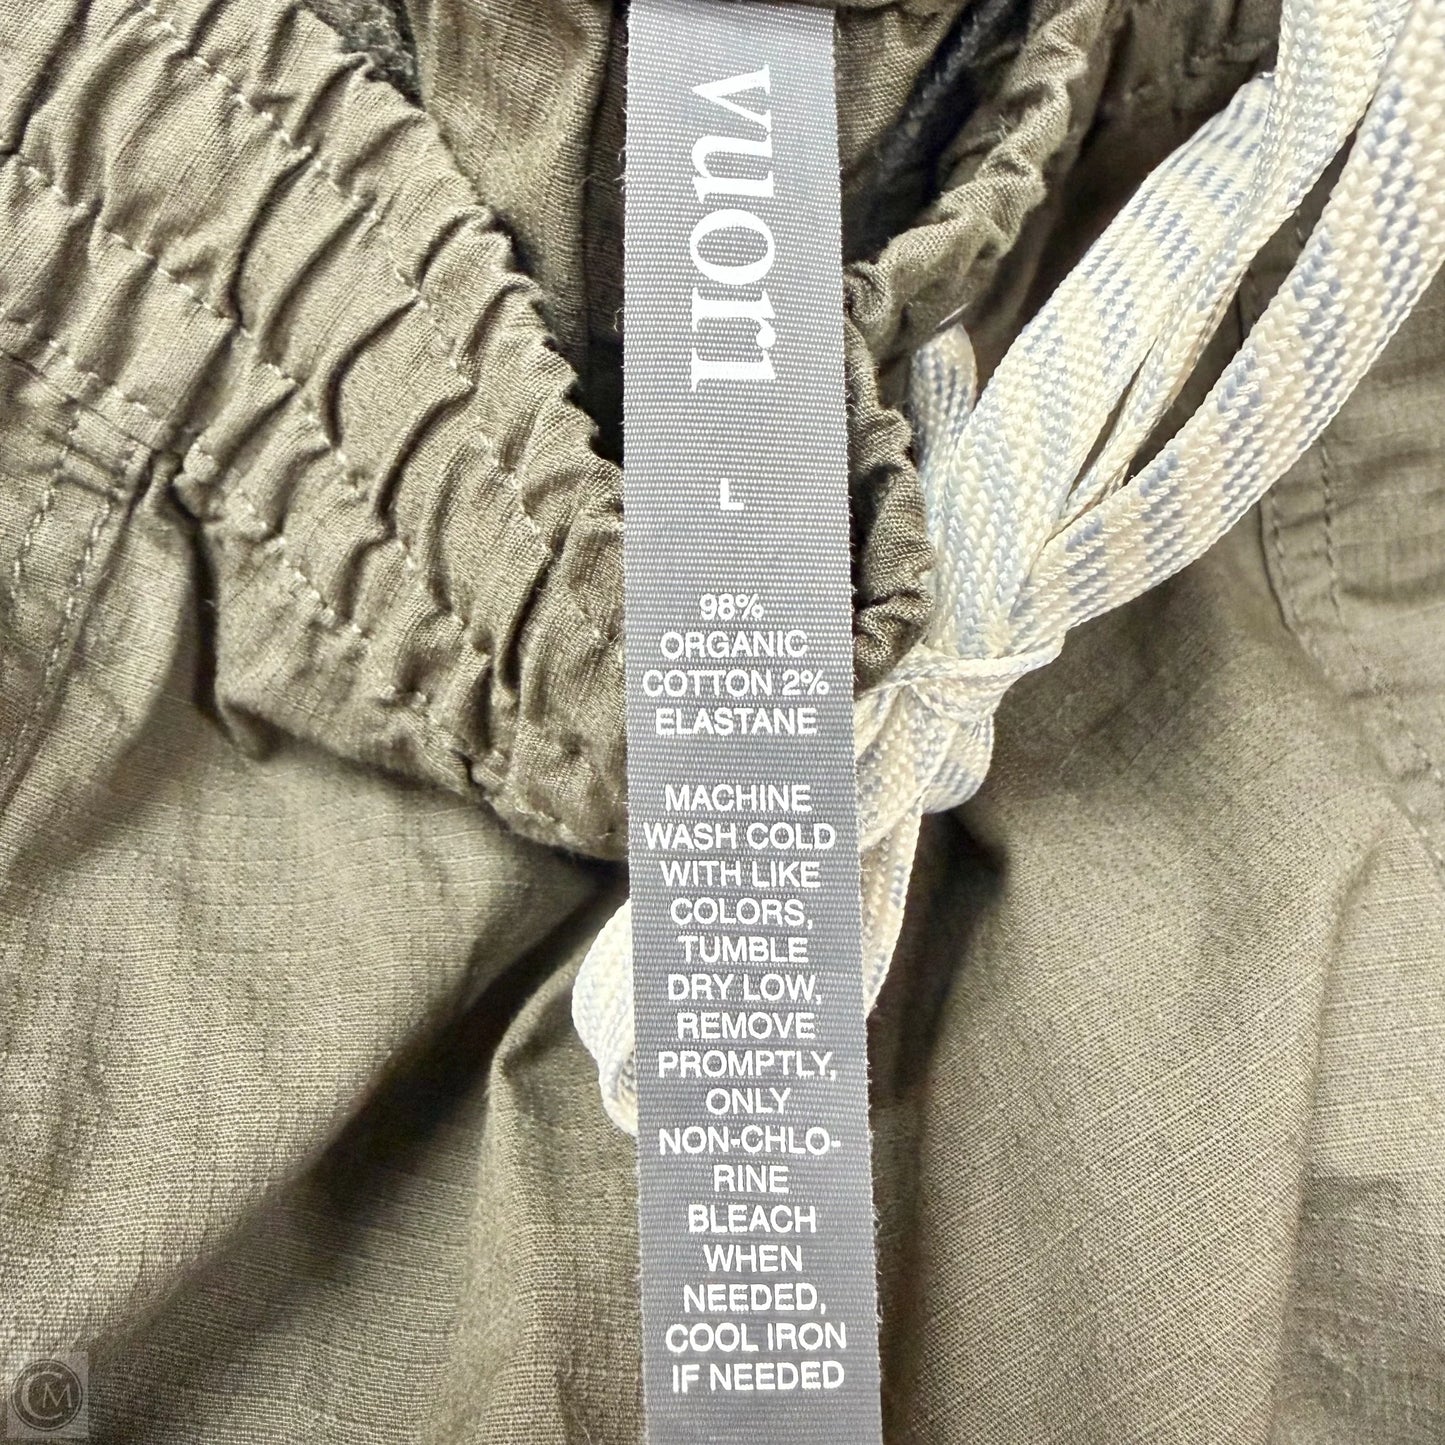 vuori
L
98%
ORGANIC
COTTON 2%
ELASTANE
MACHINE
WASH COLD
WITH LIKE
COLORS,
TUMBLE
DRY LOW,
REMOVE
PROMPTLY,
ONLY
NON-CHLO-
RINE
BLEACH
WHEN
NEEDED,
COOL IRON
IF NEEDED
CM